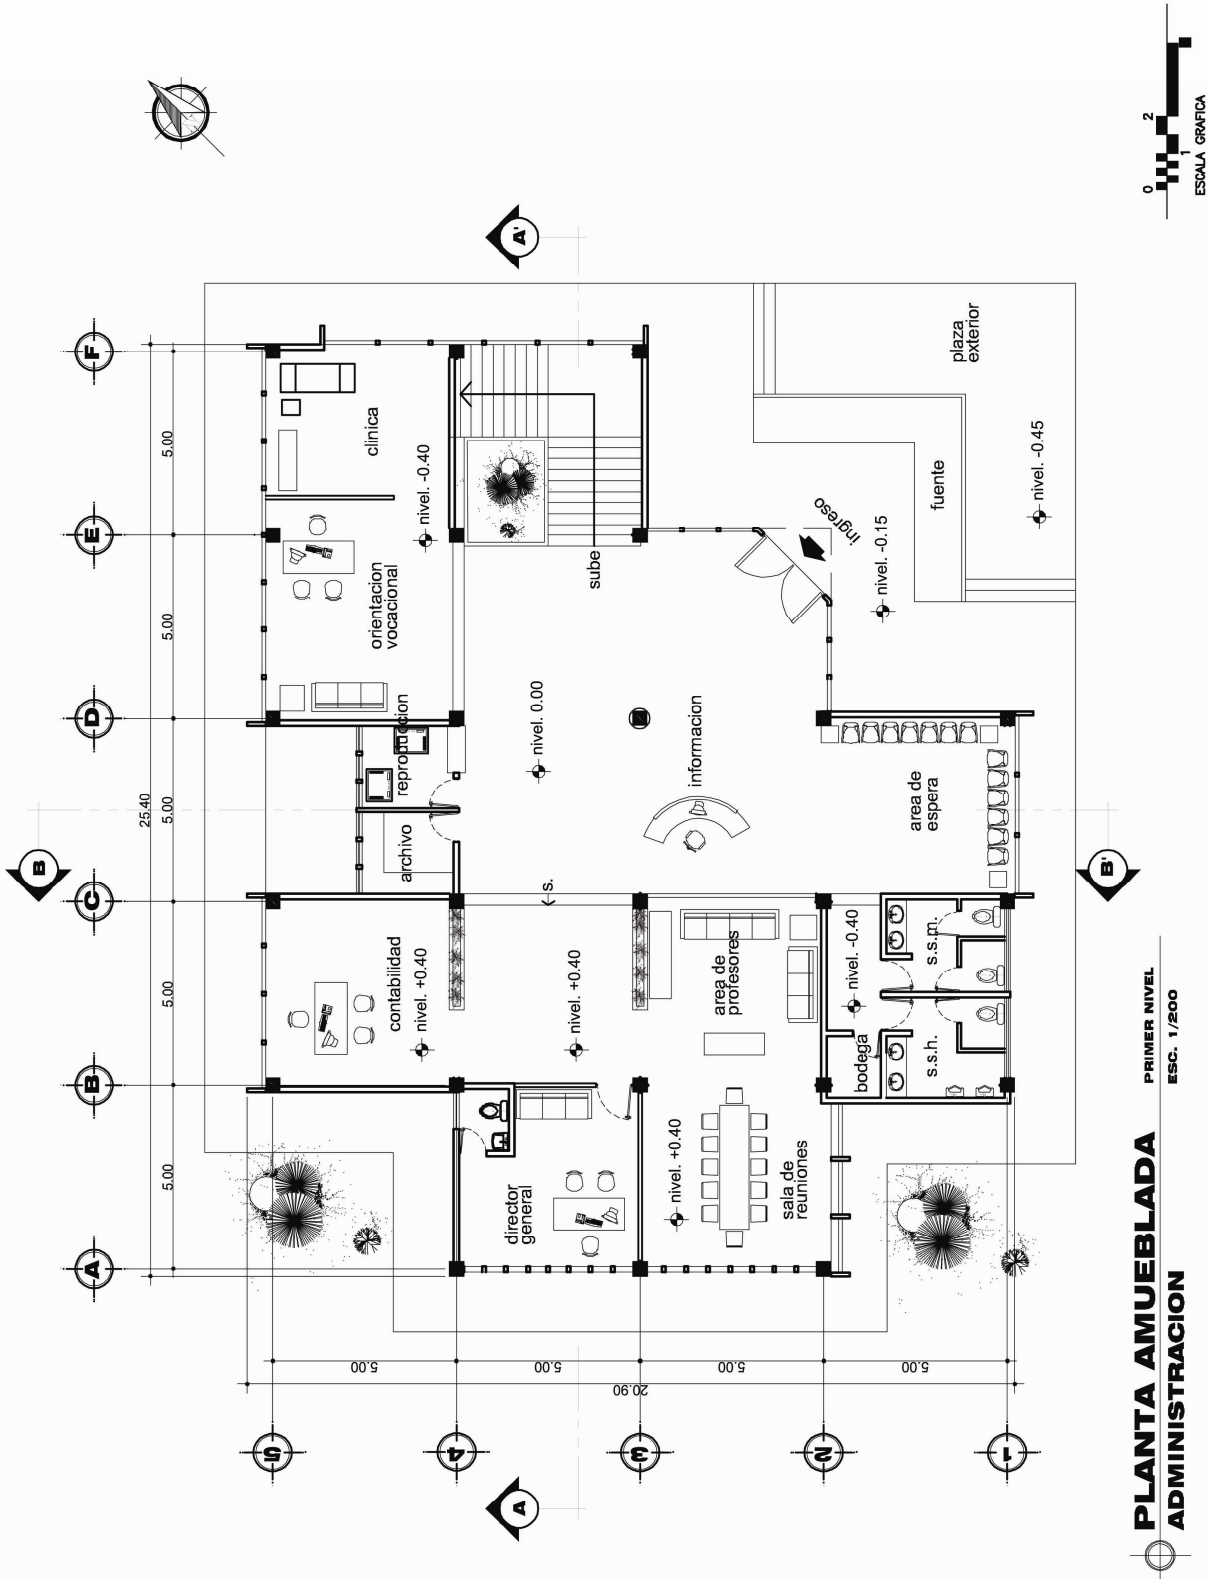 PLANTA AMUEBLADA
PRIMER NIVEL
ADMINISTRACION
ESC. 1/200
A
B
C
D
E
F
5.00
5.00
5.00
5.00
5.00
25.40
B
contabilidad
nivel. +0.40
archivo
reproduccion
orientacion
vocacional
clinica
nivel. -0.40
director
general
nivel. +0.40
s.
nivel. 0.00
sube
A
A'
sala de
reuniones
nivel. +0.40
area de
profesores
informacion
ingreso
nivel. -0.15
bodega
nivel. -0.40
s.s.h.
s.s.m.
area de
espera
fuente
plaza
exterior
nivel. -0.45
B'
5
4
3
2
1
5.00
5.00
5.00
5.00
20.90
0
1
2
ESCALA GRAFICA